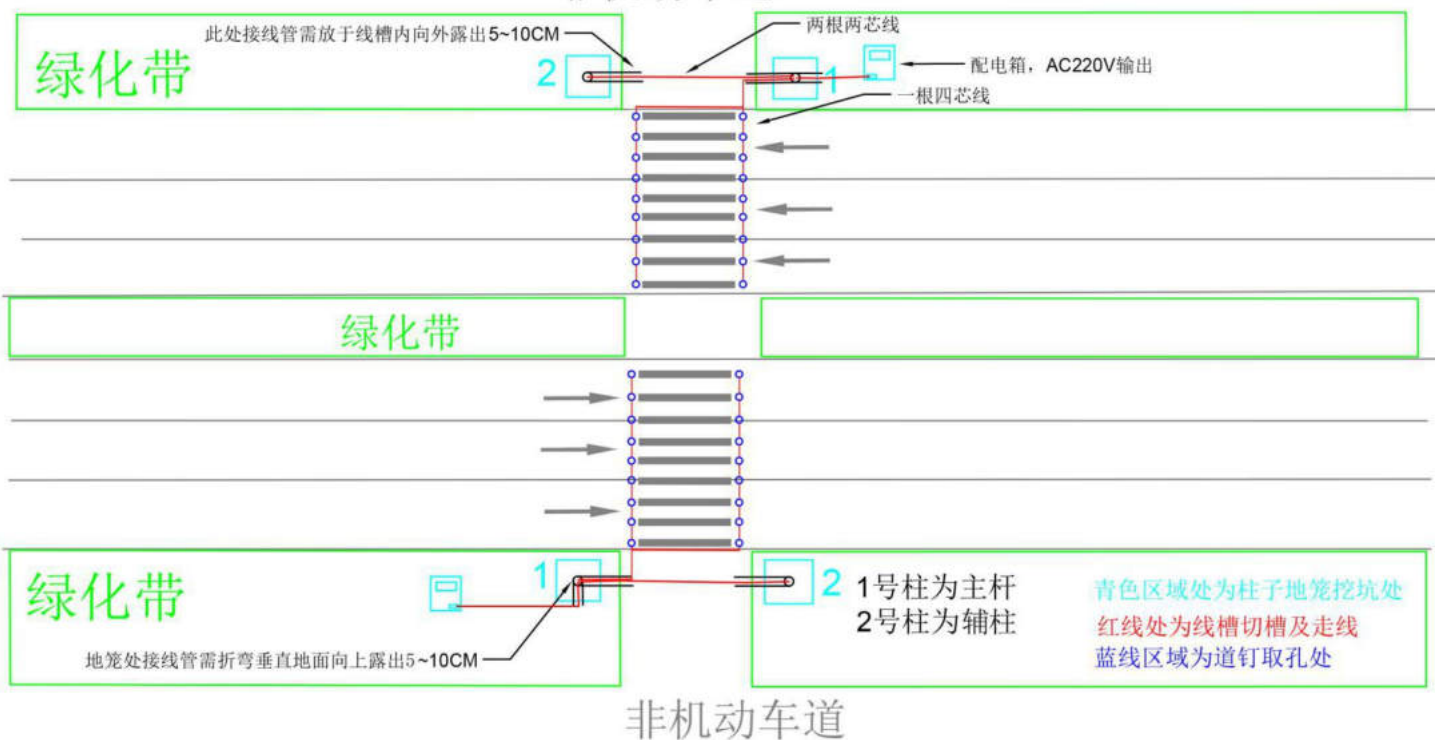 此处接线管需放于线槽内向外露出5~10CM
两根两芯线
绿化带
2
1
配电箱，AC220V输出
一根四芯线
绿化带
绿化带
1
2
1号柱为主杆
2号柱为辅柱
青色区域处为柱子地笼挖坑处
红线处为线槽切槽及走线
蓝线区域为道钉取孔处
地笼处接线管需折弯垂直地面向上露出5~10CM
非机动车道